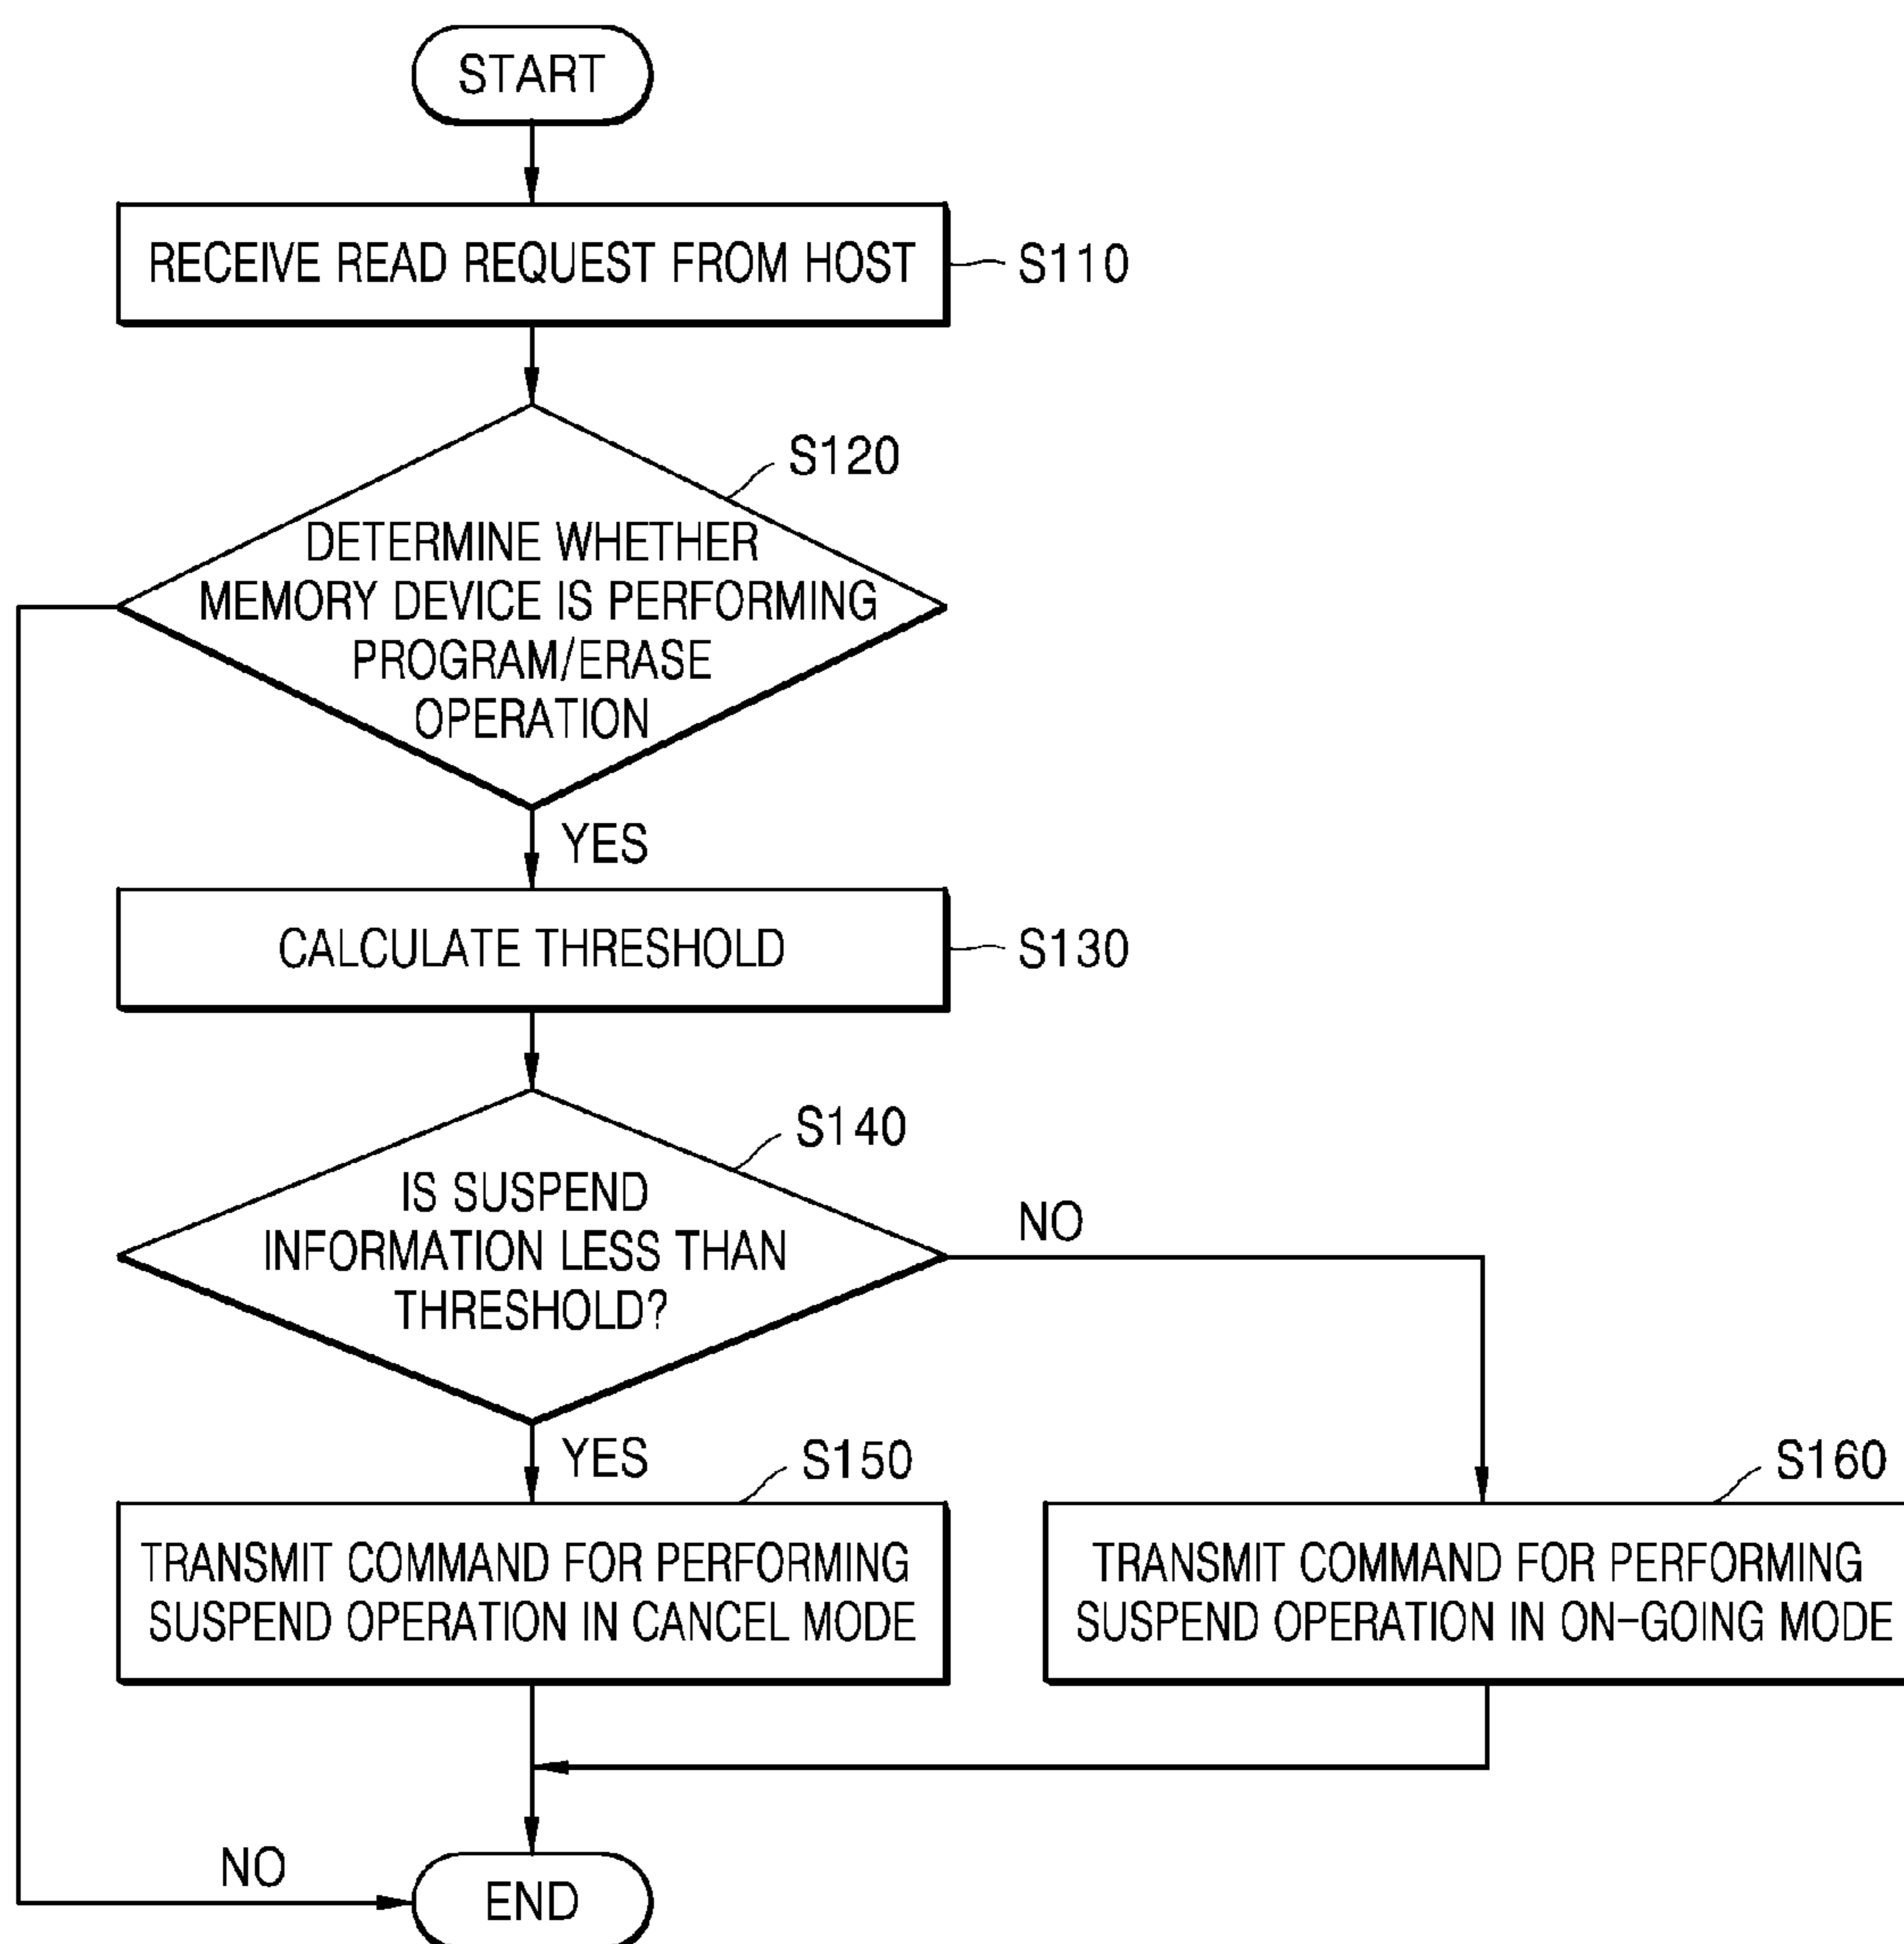 START
RECEIVE READ REQUEST FROM HOST
S110
S120
DETERMINE WHETHER
MEMORY DEVICE IS PERFORMING
PROGRAM/ERASE
OPERATION
YES
CALCULATE THRESHOLD
S130
S140
IS SUSPEND
INFORMATION LESS THAN
THRESHOLD?
NO
YES
S150
TRANSMIT COMMAND FOR PERFORMING
SUSPEND OPERATION IN CANCEL MODE
S160
TRANSMIT COMMAND FOR PERFORMING
SUSPEND OPERATION IN ON-GOING MODE
NO
END